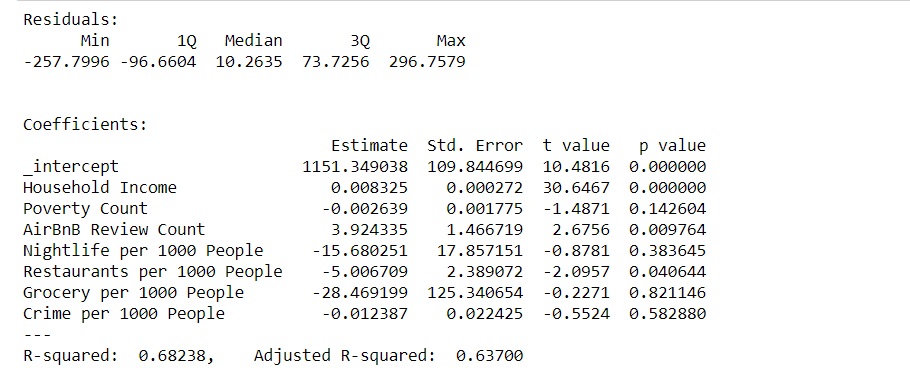 Residuals:
Min 1Q Median 3Q Max
-257.7996 -96.6604 10.2635 73.7256 296.7579
Coefficients:
Estimate Std. Error t value p value
_intercept 1151.349038 109.844699 10.4816 0.000000
Household Income 0.008325 0.000272 30.6467 0.000000
Poverty Count -0.002639 0.001775 -1.4871 0.142604
AirBnB Review Count 3.924335 1.466719 2.6756 0.009764
Nightlife per 1000 People -15.680251 17.857151 -0.8781 0.383645
Restaurants per 1000 People -5.006709 2.389072 -2.0957 0.040644
Grocery per 1000 People -28.469199 125.340654 -0.2271 0.821146
Crime per 1000 People -0.012387 0.022425 -0.5524 0.582880
---
R-squared: 0.68238, Adjusted R-squared: 0.63700